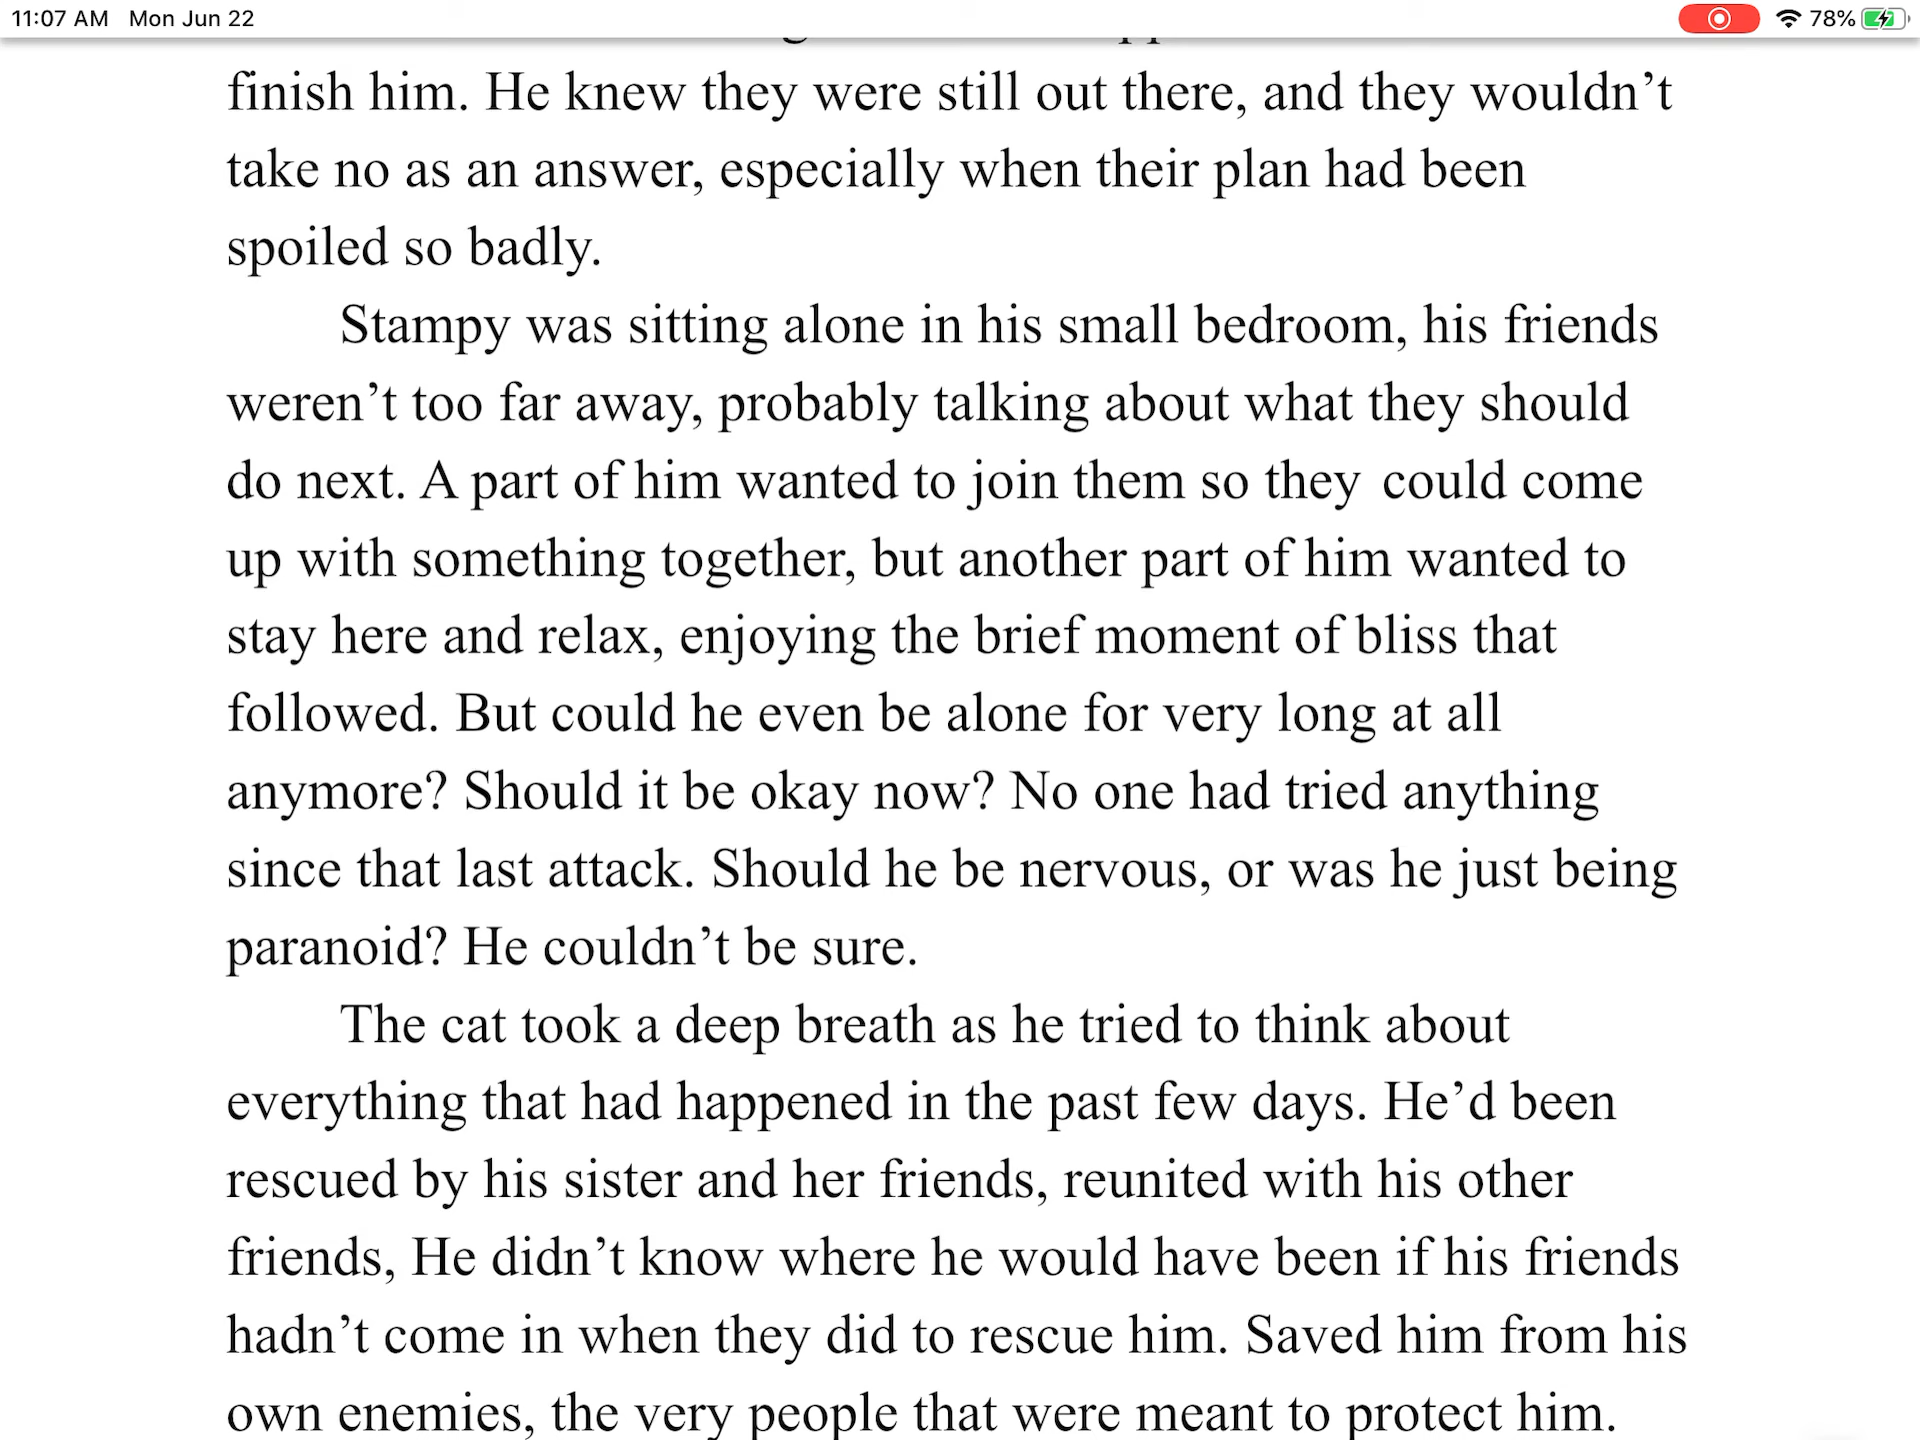 11:07 AM Mon Jun 22
78%
finish him. He knew they were still out there, and they wouldn’t
take no as an answer, especially when their plan had been
spoiled so badly.
Stampy was sitting alone in his small bedroom, his friends
weren’t too far away, probably talking about what they should
do next. A part of him wanted to join them so they could come
up with something together, but another part of him wanted to
stay here and relax, enjoying the brief moment of bliss that
followed. But could he even be alone for very long at all
anymore? Should it be okay now? No one had tried anything
since that last attack. Should he be nervous, or was he just being
paranoid? He couldn’t be sure.
The cat took a deep breath as he tried to think about
everything that had happened in the past few days. He’d been
rescued by his sister and her friends, reunited with his other
friends, He didn’t know where he would have been if his friends
hadn’t come in when they did to rescue him. Saved him from his
own enemies, the very people that were meant to protect him.